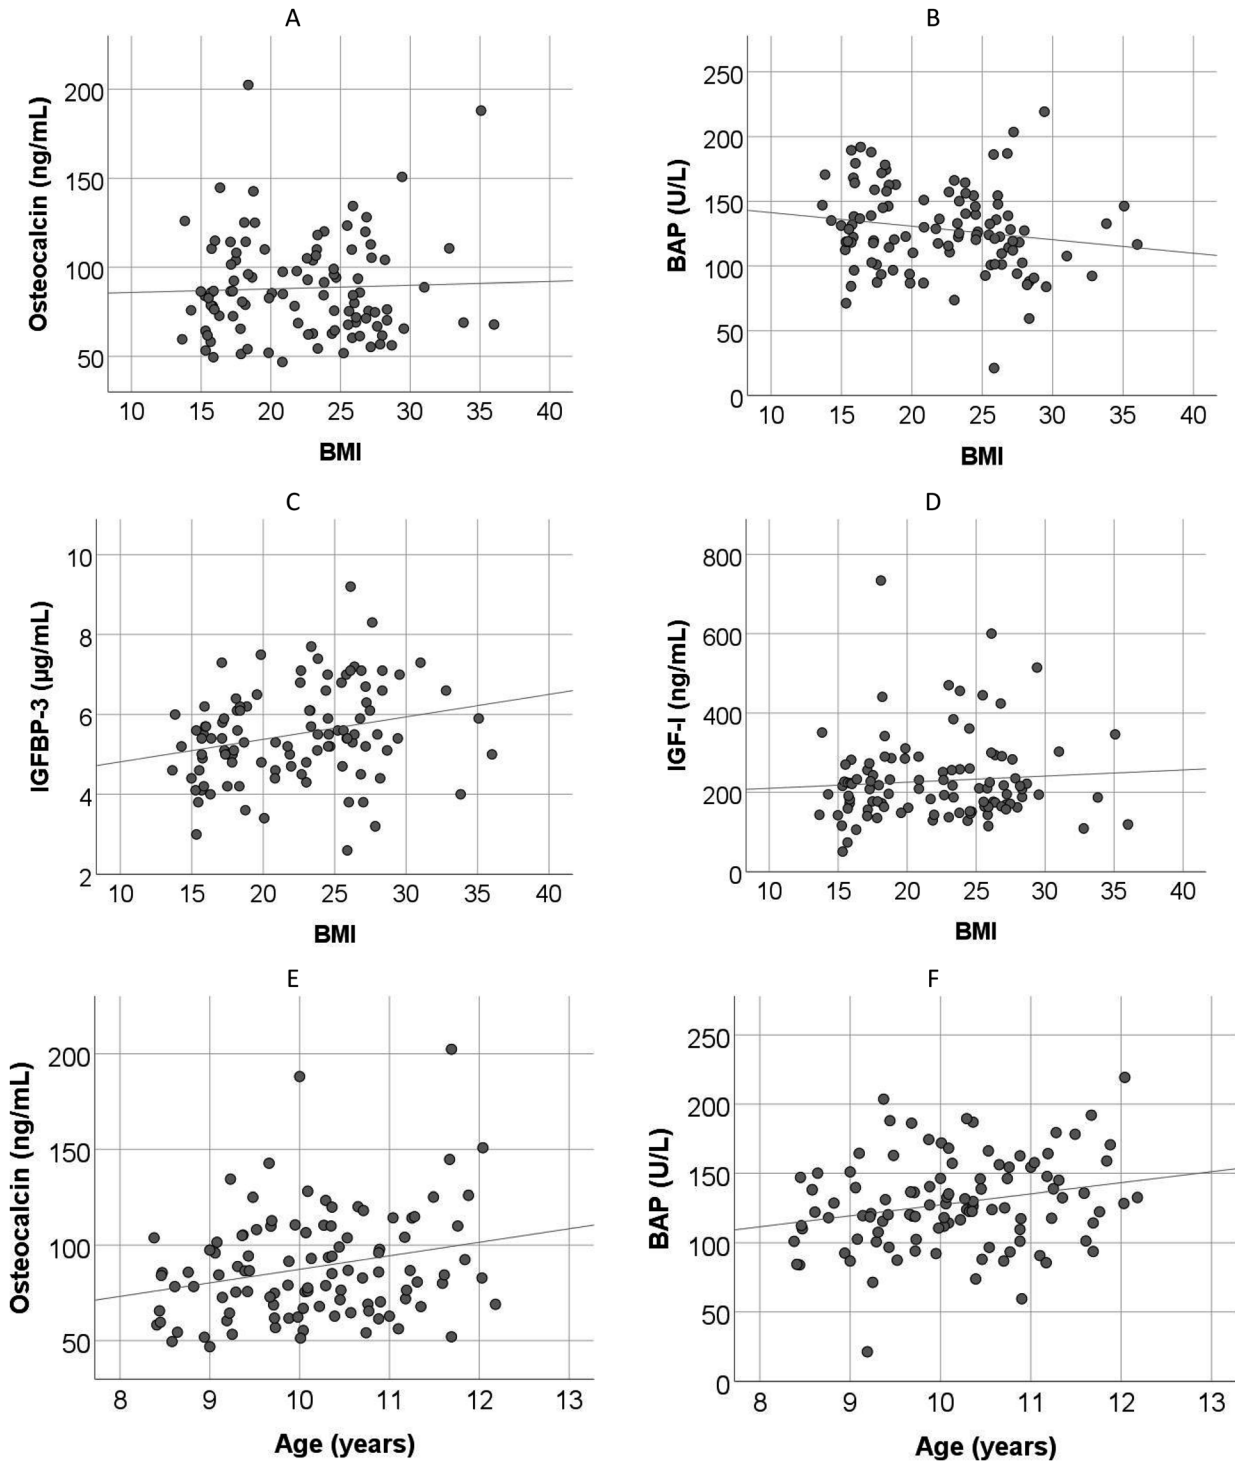 A
B
Osteocalcin (ng/mL)
200
150
100
50
10 15 20 25 30 35 40
BMI
BAP (U/L)
250
200
150
100
50
0
10 15 20 25 30 35 40
BMI
C
D
IGFBP-3 (µg/mL)
10
8
6
4
2
10 15 20 25 30 35 40
BMI
IGF-I (ng/mL)
800
600
400
200
0
10 15 20 25 30 35 40
BMI
E
F
Osteocalcin (ng/mL)
200
150
100
50
8 9 10 11 12 13
Age (years)
BAP (U/L)
250
200
150
100
50
0
8 9 10 11 12 13
Age (years)